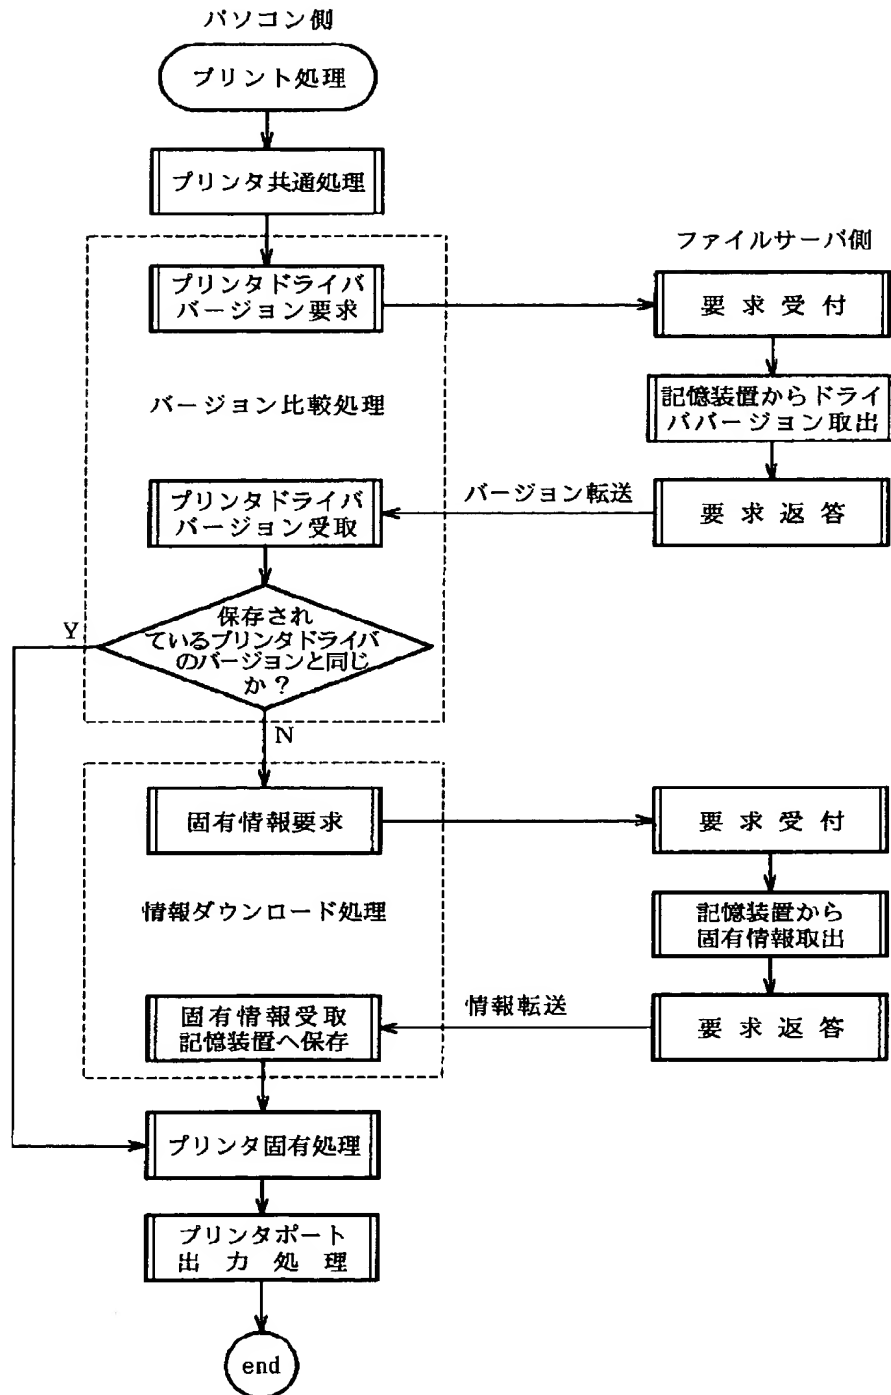 パソコン側
プリント処理
プリンタ共通処理
ファイルサーバ側
プリンタドライバ
バージョン要求
要求受付
バージョン比較処理
記憶装置からドライ
ババージョン取出
プリンタドライバ
バージョン受取
バージョン転送
要求返答
保存され
ているプリンタドライバ
のバージョンと同じ
か?
Y
N
固有情報要求
要求受付
情報ダウンロード処理
記憶装置から
固有情報取出
固有情報受取
記憶装置へ保存
情報転送
要求返答
プリンタ固有処理
プリンタポート
出力処理
end